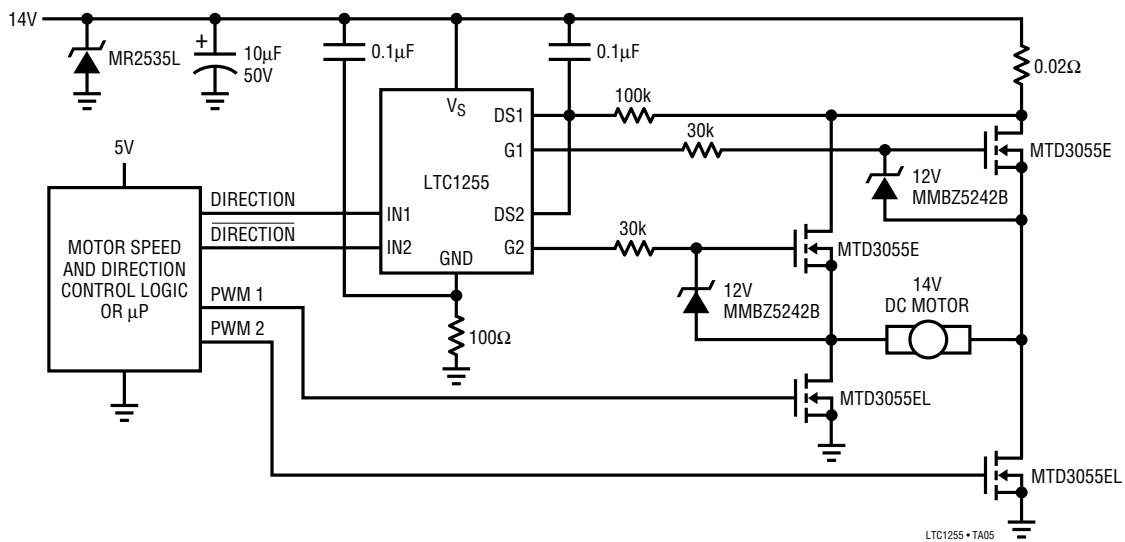 14V
MR2535L
+
10μF
50V
0.1μF
0.1μF
0.02Ω
VS
DS1
100k
G1
30k
MTD3055E
5V
LTC1255
12V
MMBZ5242B
DIRECTION
IN1
DS2
DIRECTION
IN2
G2
30k
GND
MTD3055E
MOTOR SPEED
AND DIRECTION
CONTROL LOGIC
OR μP
PWM 1
PWM 2
12V
MMBZ5242B
14V
DC MOTOR
100Ω
MTD3055EL
MTD3055EL
LTC1255 • TA05